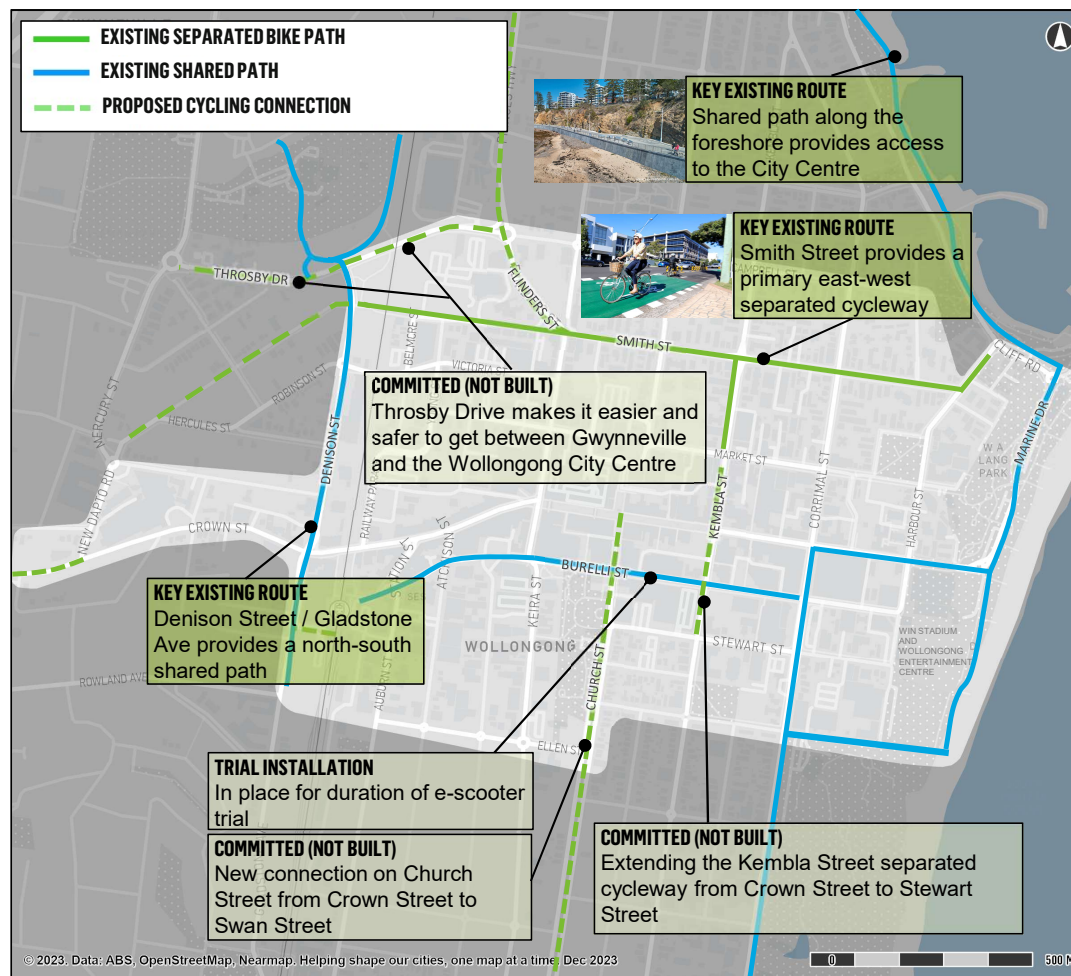 EXISTING SEPARATED BIKE PATH
EXISTING SHARED PATH
PROPOSED CYCLING CONNECTION
KEY EXISTING ROUTE
Shared path along the
foreshore provides access
to the City Centre
KEY EXISTING ROUTE
Smith Street provides a
primary east-west
separated cycleway
THROSBY DR
FLINDERS ST
CAMPBELL ST
SMITH ST
CLIFF RD
BELMORE ST
VICTORIA ST
ROBINSON ST
MERCURY ST
HERCULES ST
DENISON ST
COMMITTED (NOT BUILT)
Throsby Drive makes it easier and
safer to get between Gwynneville
and the Wollongong City Centre
MARKET ST
KEMBLA ST
CORRIMAL ST
HARBOUR ST
W A
LANG
PARK
MARINE DR
NEW DAPTO RD
CROWN ST
RAILWAY PAR
STATION ST
ATCHISON ST
BURELLI ST
KEIRA ST
KEY EXISTING ROUTE
Denison Street / Gladstone
Ave provides a north-south
shared path
WOLLONGONG
CHURCH ST
STEWART ST
WIN STADIUM
AND
WOLLONGONG
ENTERTAINMENT
CENTRE
ROWLAND AVE
AUBURN ST
ELLEN ST
TRIAL INSTALLATION
In place for duration of e-scooter
trial
COMMITTED (NOT BUILT)
New connection on Church
Street from Crown Street to
Swan Street
COMMITTED (NOT BUILT)
Extending the Kembla Street separated
cycleway from Crown Street to Stewart
Street
© 2023. Data: ABS, OpenStreetMap, Nearmap. Helping shape our cities, one map at a time, Dec 2023
0 500 M